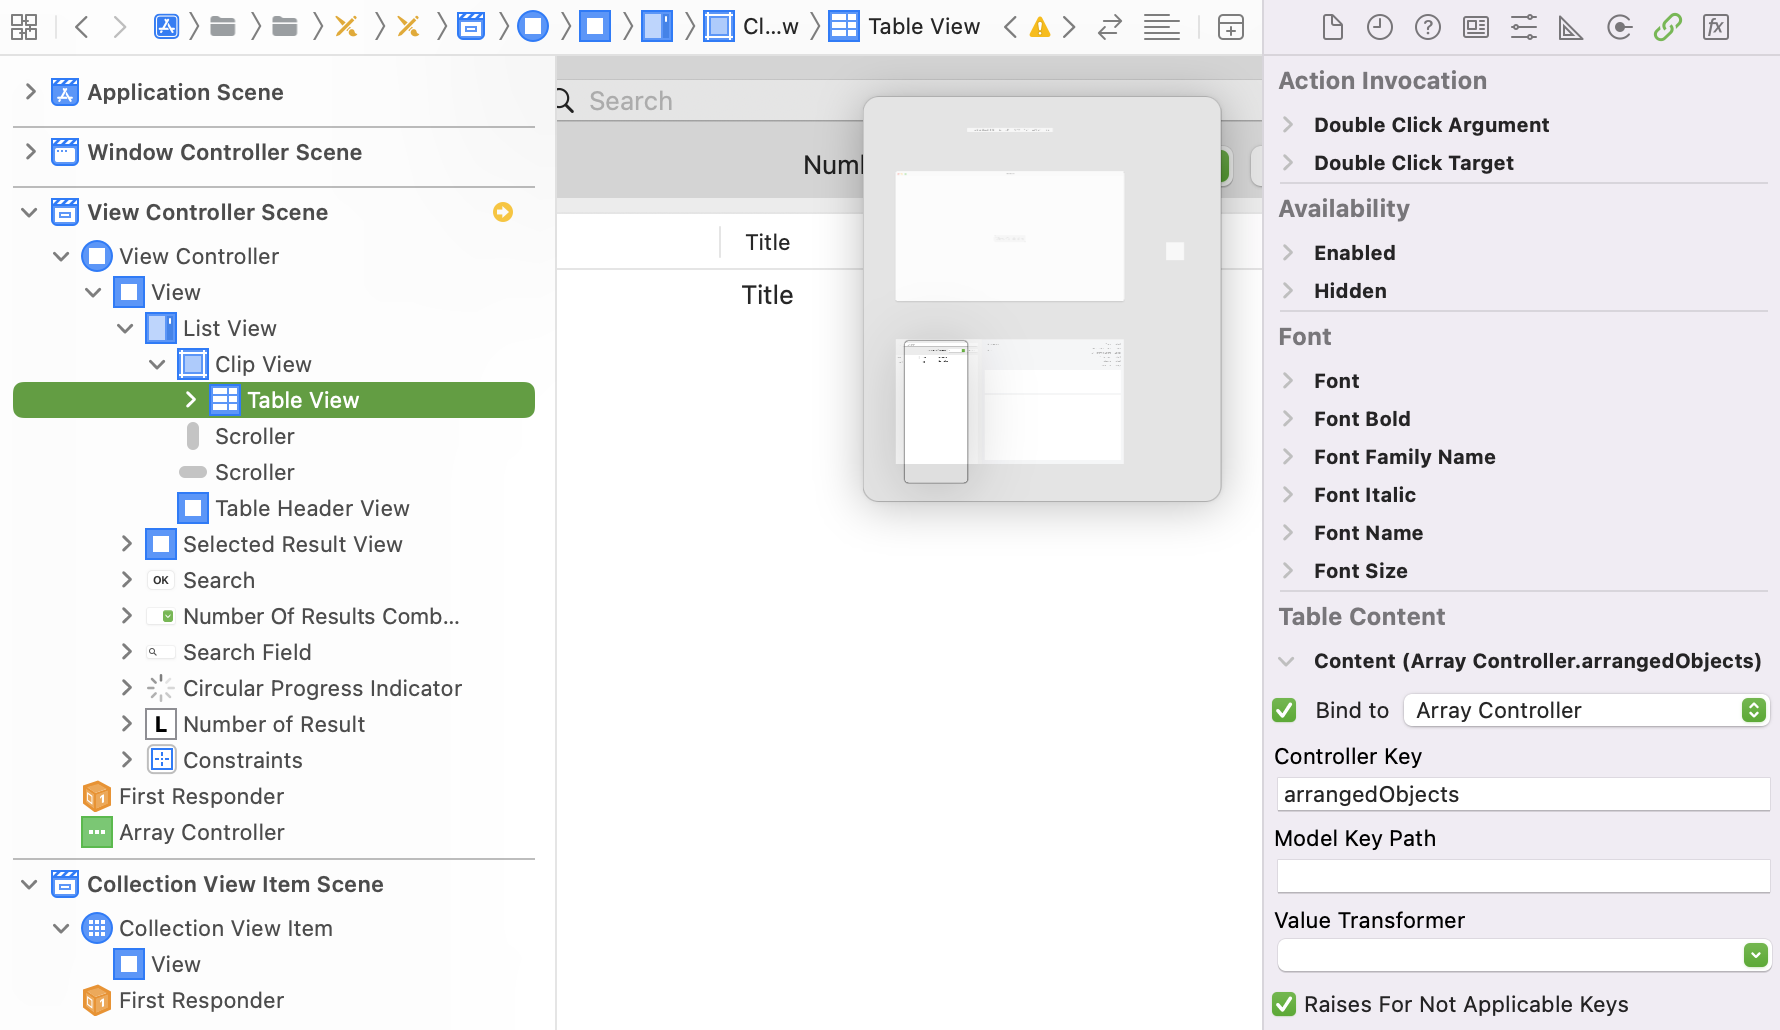 Cl...w
Table View
Application Scene
Window Controller Scene
View Controller Scene
View Controller
View
List View
Clip View
Table View
Scroller
Scroller
Table Header View
Selected Result View
OK Search
Number Of Results Comb...
Search Field
Circular Progress Indicator
L Number of Result
Constraints
First Responder
Array Controller
Collection View Item Scene
Collection View Item
View
First Responder
Search
Title
Title
Action Invocation
Double Click Argument
Double Click Target
Availability
Enabled
Hidden
Font
Font
Font Bold
Font Family Name
Font Italic
Font Name
Font Size
Table Content
Content (Array Controller.arrangedObjects)
Bind to Array Controller
Controller Key
arrangedObjects
Model Key Path
Value Transformer
Raises For Not Applicable Keys